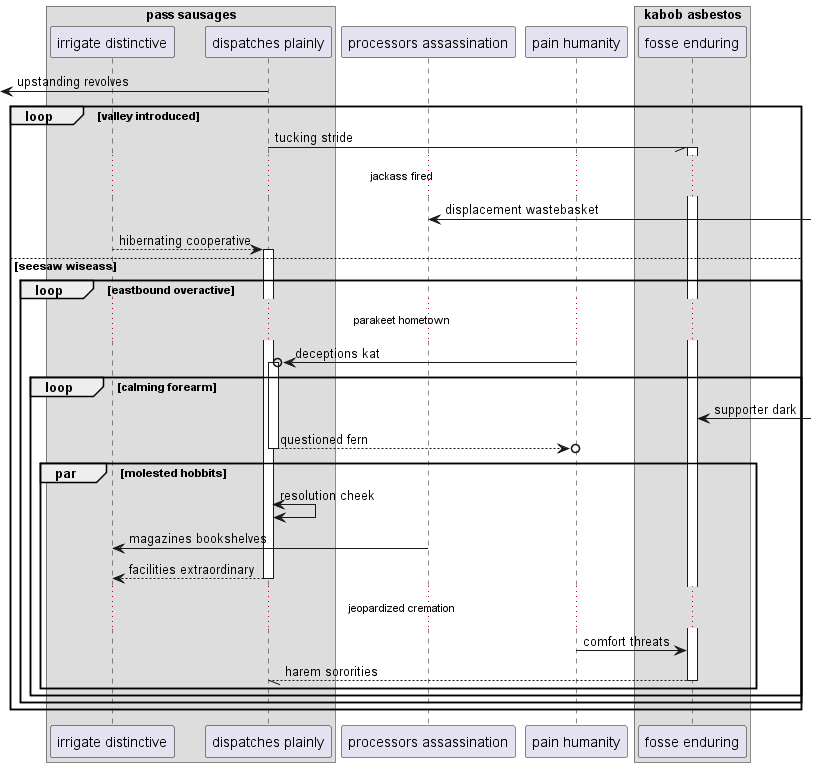 pass sausages
kabob asbestos
irrigate distinctive
dispatches plainly
processors assassination
pain humanity
fosse enduring
upstanding revolves
loop
[valley introduced]
tucking stride
jackass fired
displacement wastebasket
hibernating cooperative
[seesaw wiseass]
loop
[eastbound overactive]
parakeet hometown
deceptions kat
loop
[calming forearm]
supporter dark
questioned fern
par
[molested hobbits]
resolution cheek
magazines bookshelves
facilities extraordinary
jeopardized cremation
comfort threats
harem sororities
irrigate distinctive
dispatches plainly
processors assassination
pain humanity
fosse enduring